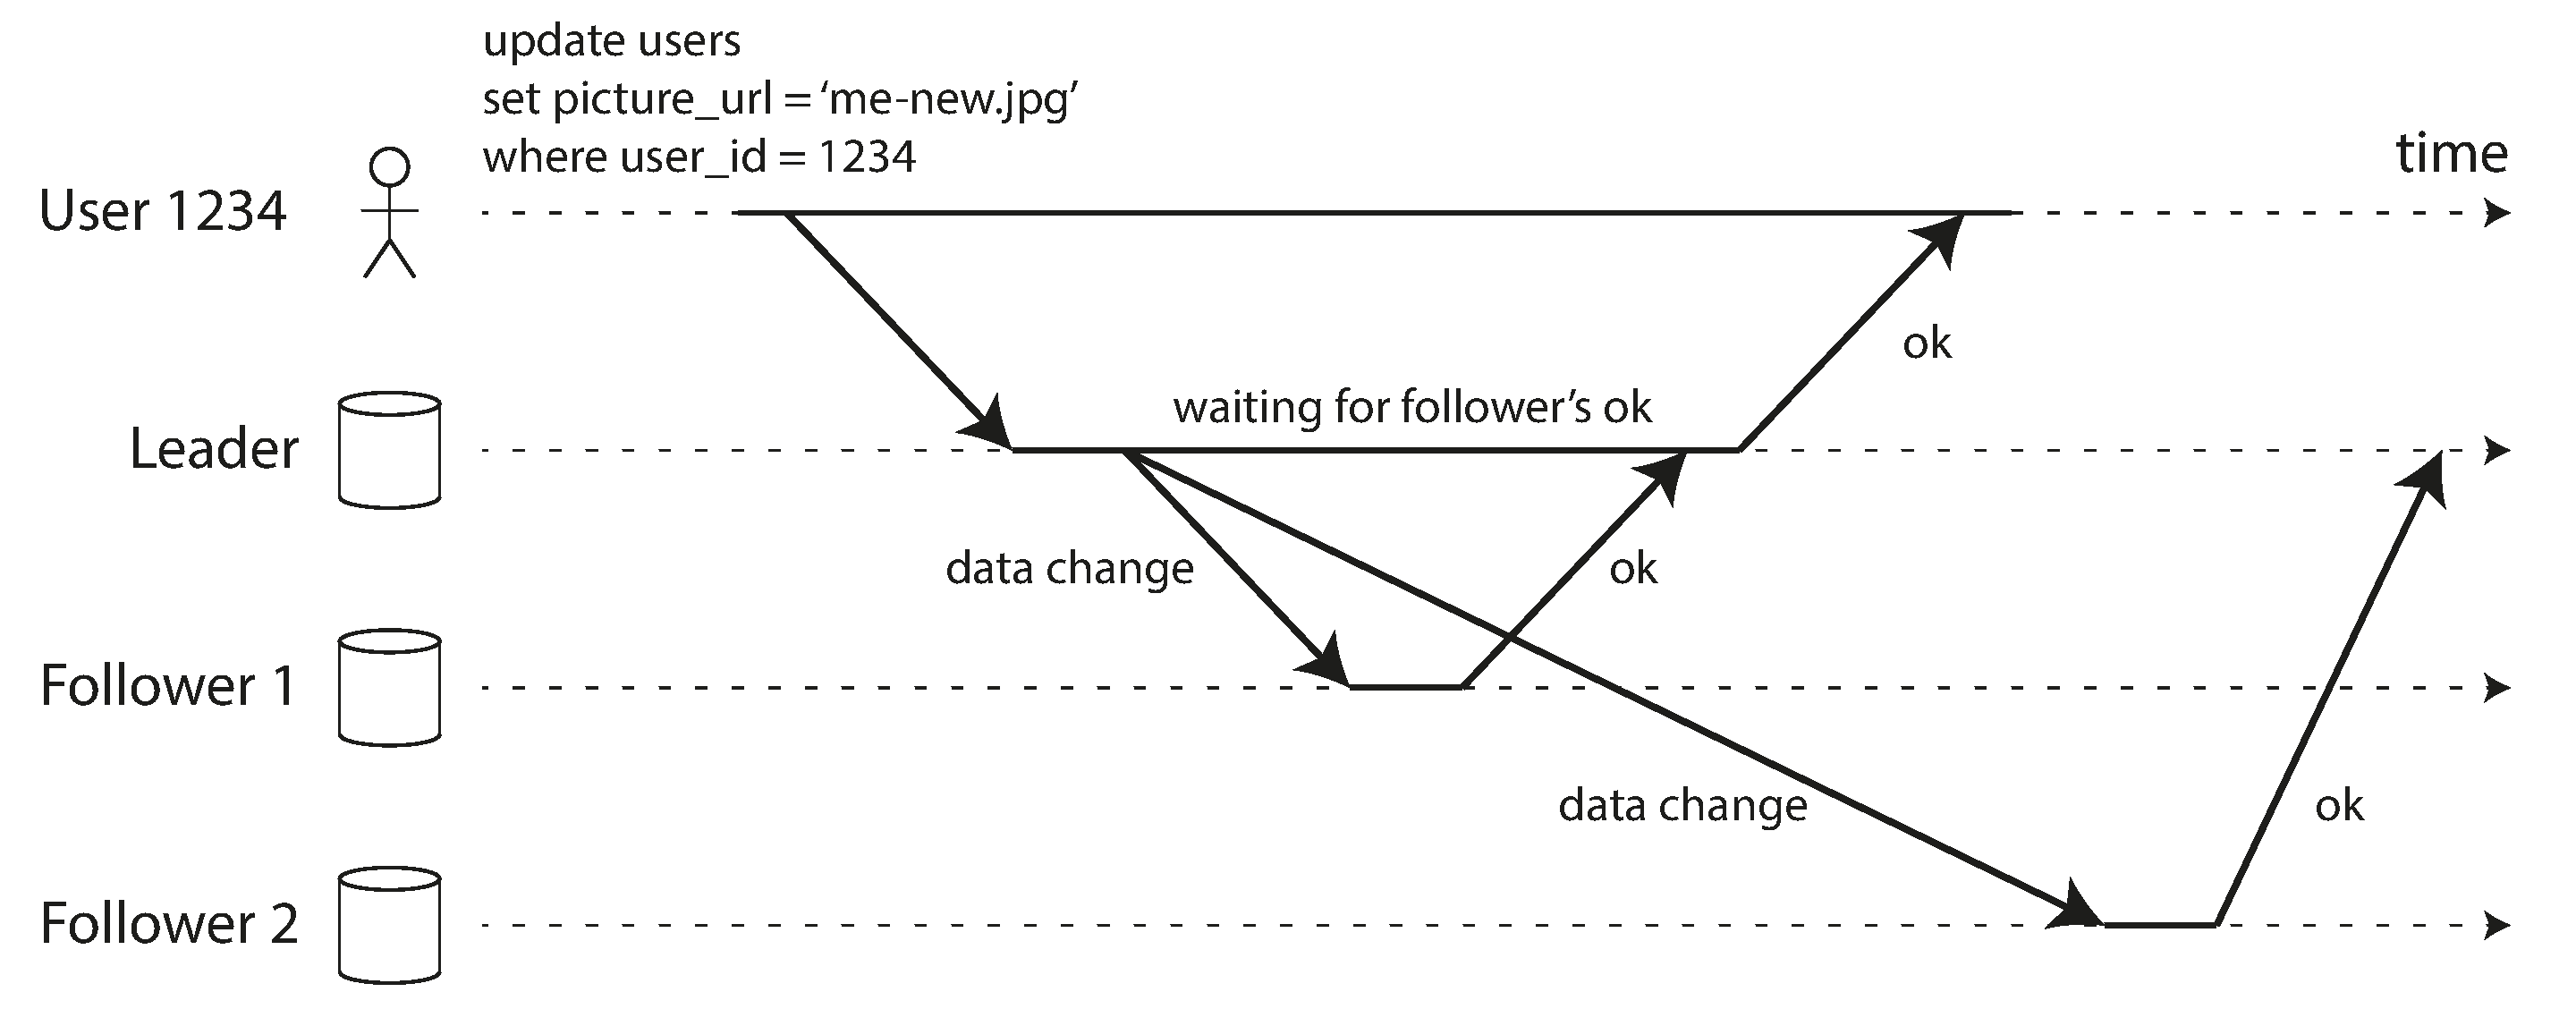 update users
set picture_url = ‘me-new.jpg’
where user_id = 1234
time
User 1234
ok
waiting for follower’s ok
Leader
data change
ok
Follower 1
data change
ok
Follower 2